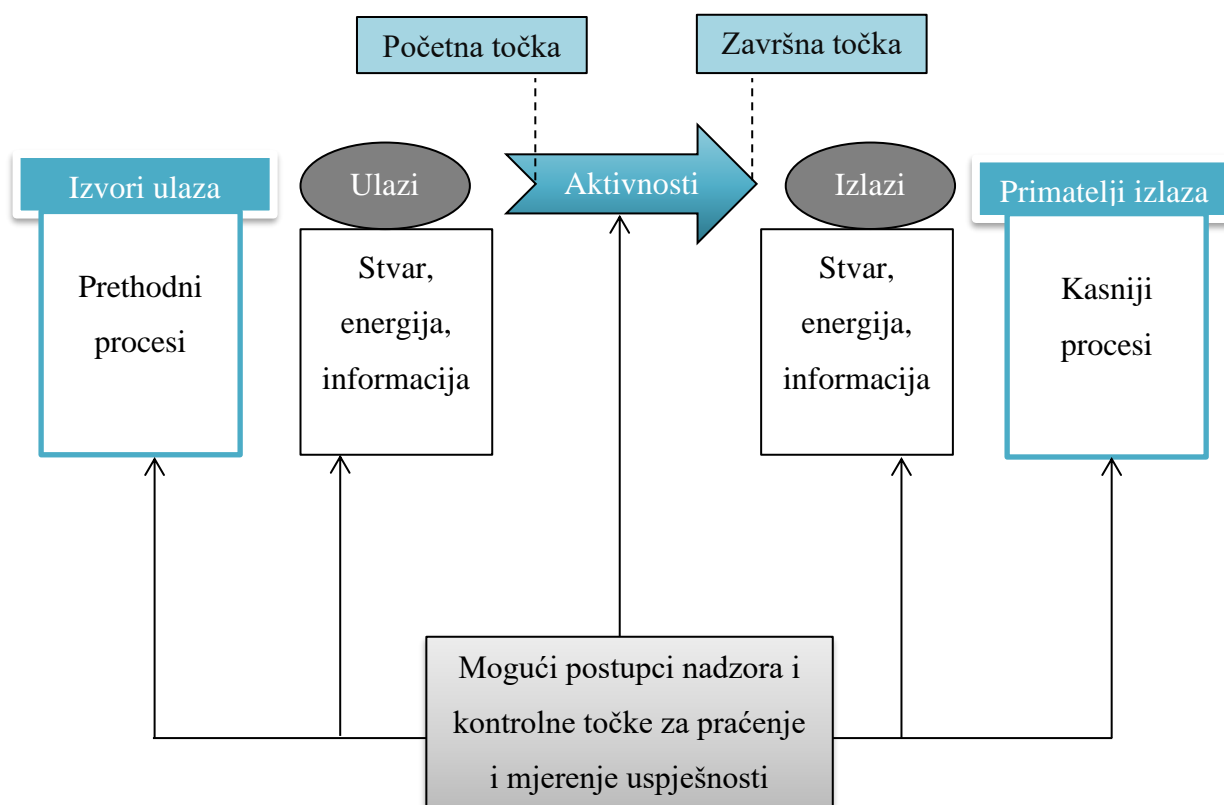 Početna točka
Završna točka
Izvori ulaza
Ulazi
Aktivnosti
Izlazi
Primatelji izlaza
Prethodni
procesi
Stvar,
energija,
informacija
Stvar,
energija,
informacija
Kasniji
procesi
Mogući postupci nadzora i
kontrolne točke za praćenje
i mjerenje uspješnosti